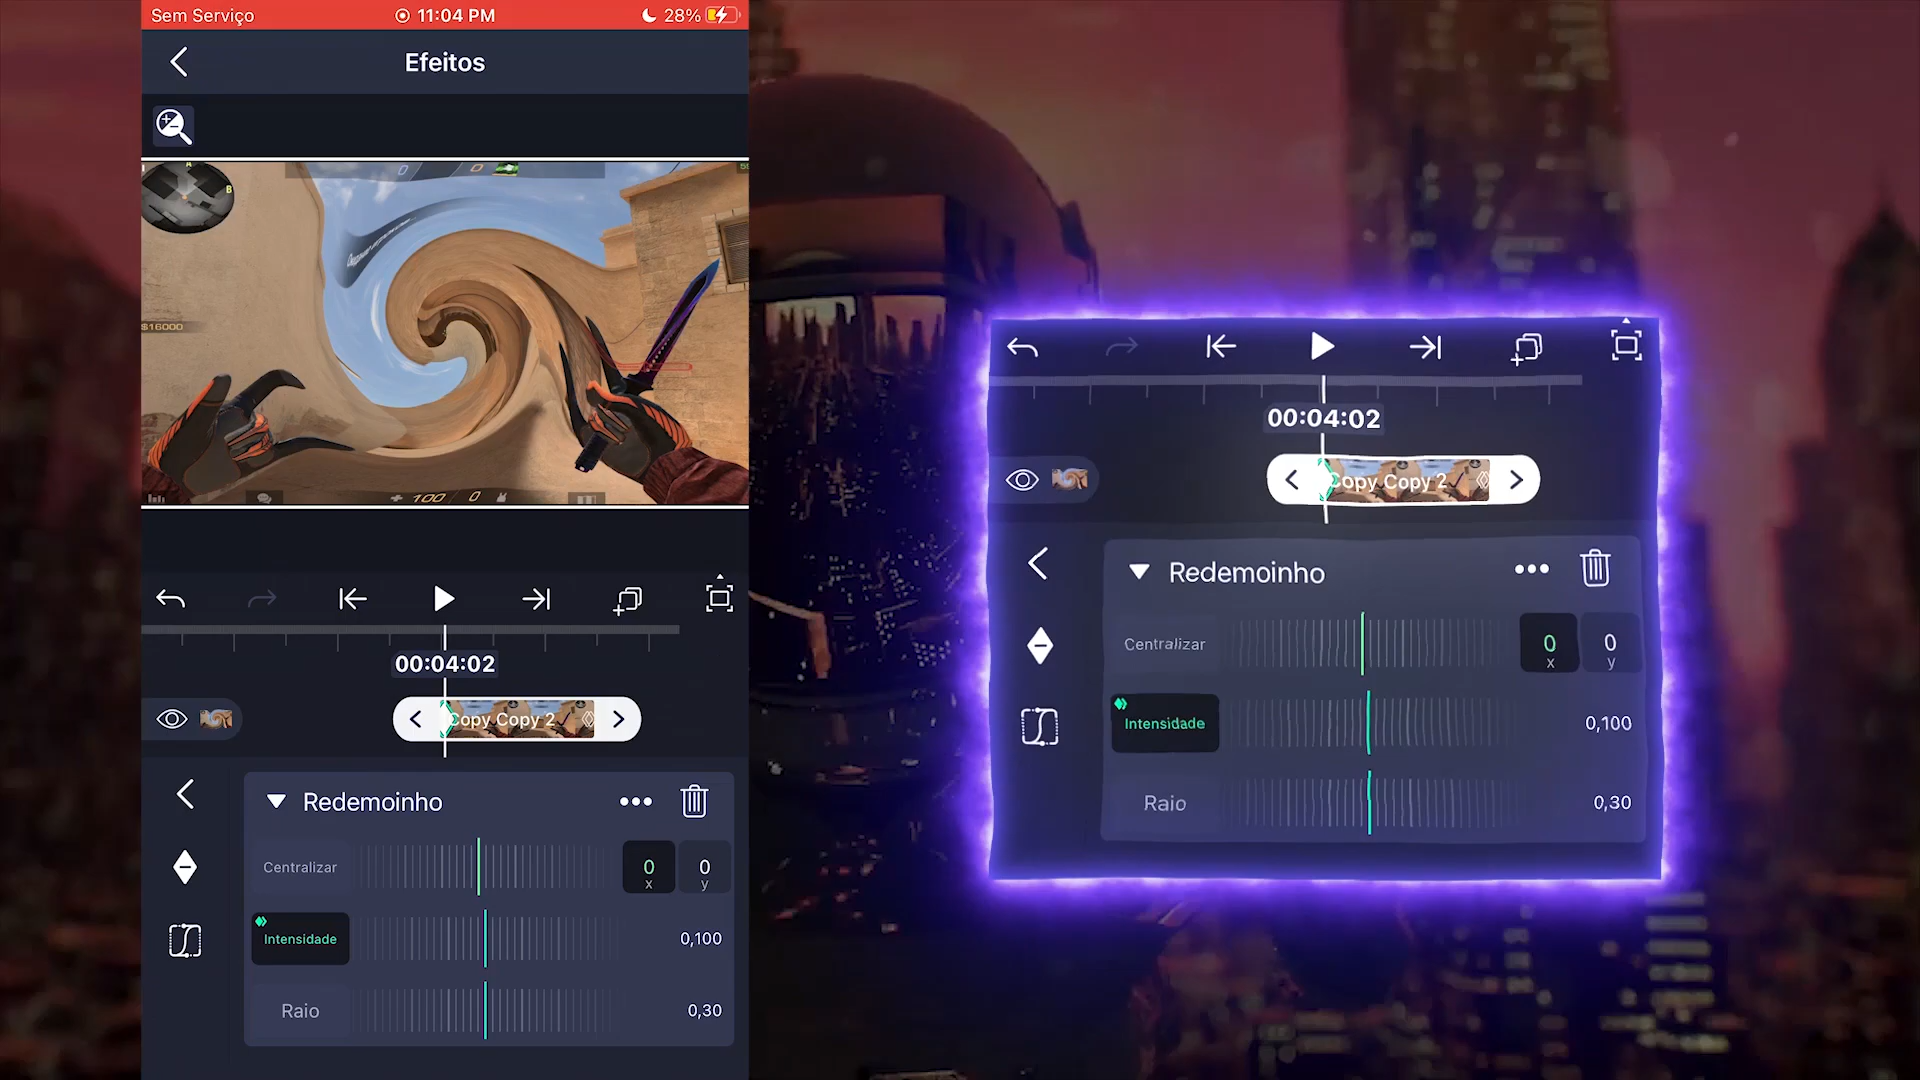 Sem Serviço
11:04 PM
28%
Efeitos
A
B
0
0
$16000
100
0
00:04:02
Copy Copy 2
Redemoinho
Centralizar
0
x
0
y
Intensidade
0,100
Raio
0,30
00:04:02
Copy Copy 2
Redemoinho
Centralizar
0
x
0
y
Intensidade
0,100
Raio
0,30